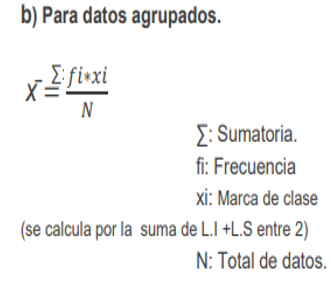 b) Para datos agrupados.
x̄ = ∑: fi*xi / N
∑: Sumatoria.
fi: Frecuencia
xi: Marca de clase
(se calcula por la suma de L.I +L.S entre 2)
N: Total de datos.